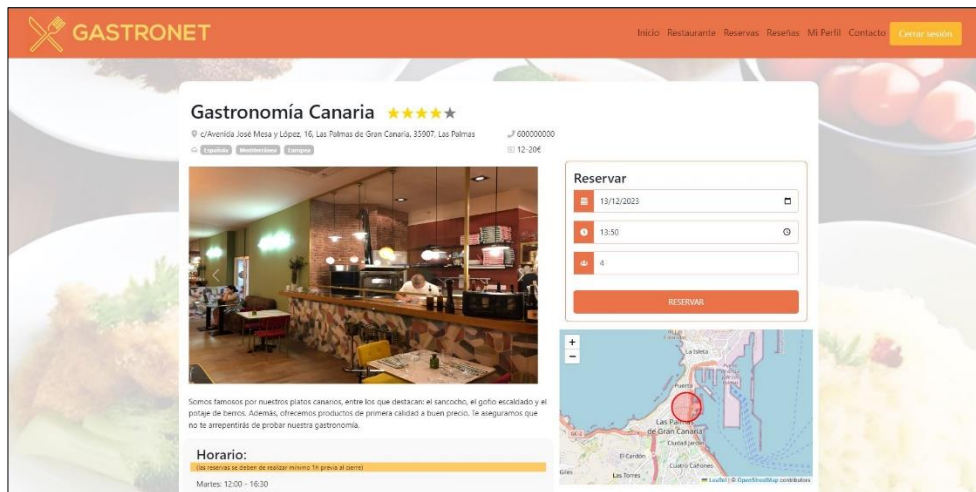 GASTRONET
Inicio Restaurante Reservas Reseñas Mi Perfil Contacto Cerrar sesión
Gastronomía Canaria
c/Avenida José Mesa y López, 16, Las Palmas de Gran Canaria, 35907, Las Palmas
600000000
Española Mediterránea Europea
12-20€
Reservar
13/12/2023
13:50
4
RESERVAR
Somos famosos por nuestros platos canarios, entre los que destacan: el sancocho, el gofio escaldado y el
potaje de berros. Además, ofrecemos productos de primera calidad a buen precio. Te aseguramos que
no te arrepentirás de probar nuestra gastronomía.
Horario:
(las reservas se deben de realizar mínimo 1h previa al cierre)
Martes: 12:00 - 16:30
+
−
La Isleta
Puerto
Las Palmas
de Gran Canaria
Ciudad Jardín
GC-2
El Cardón
Cuatro Cañones
Giles
Las Torres
Leaflet | © OpenStreetMap contributors